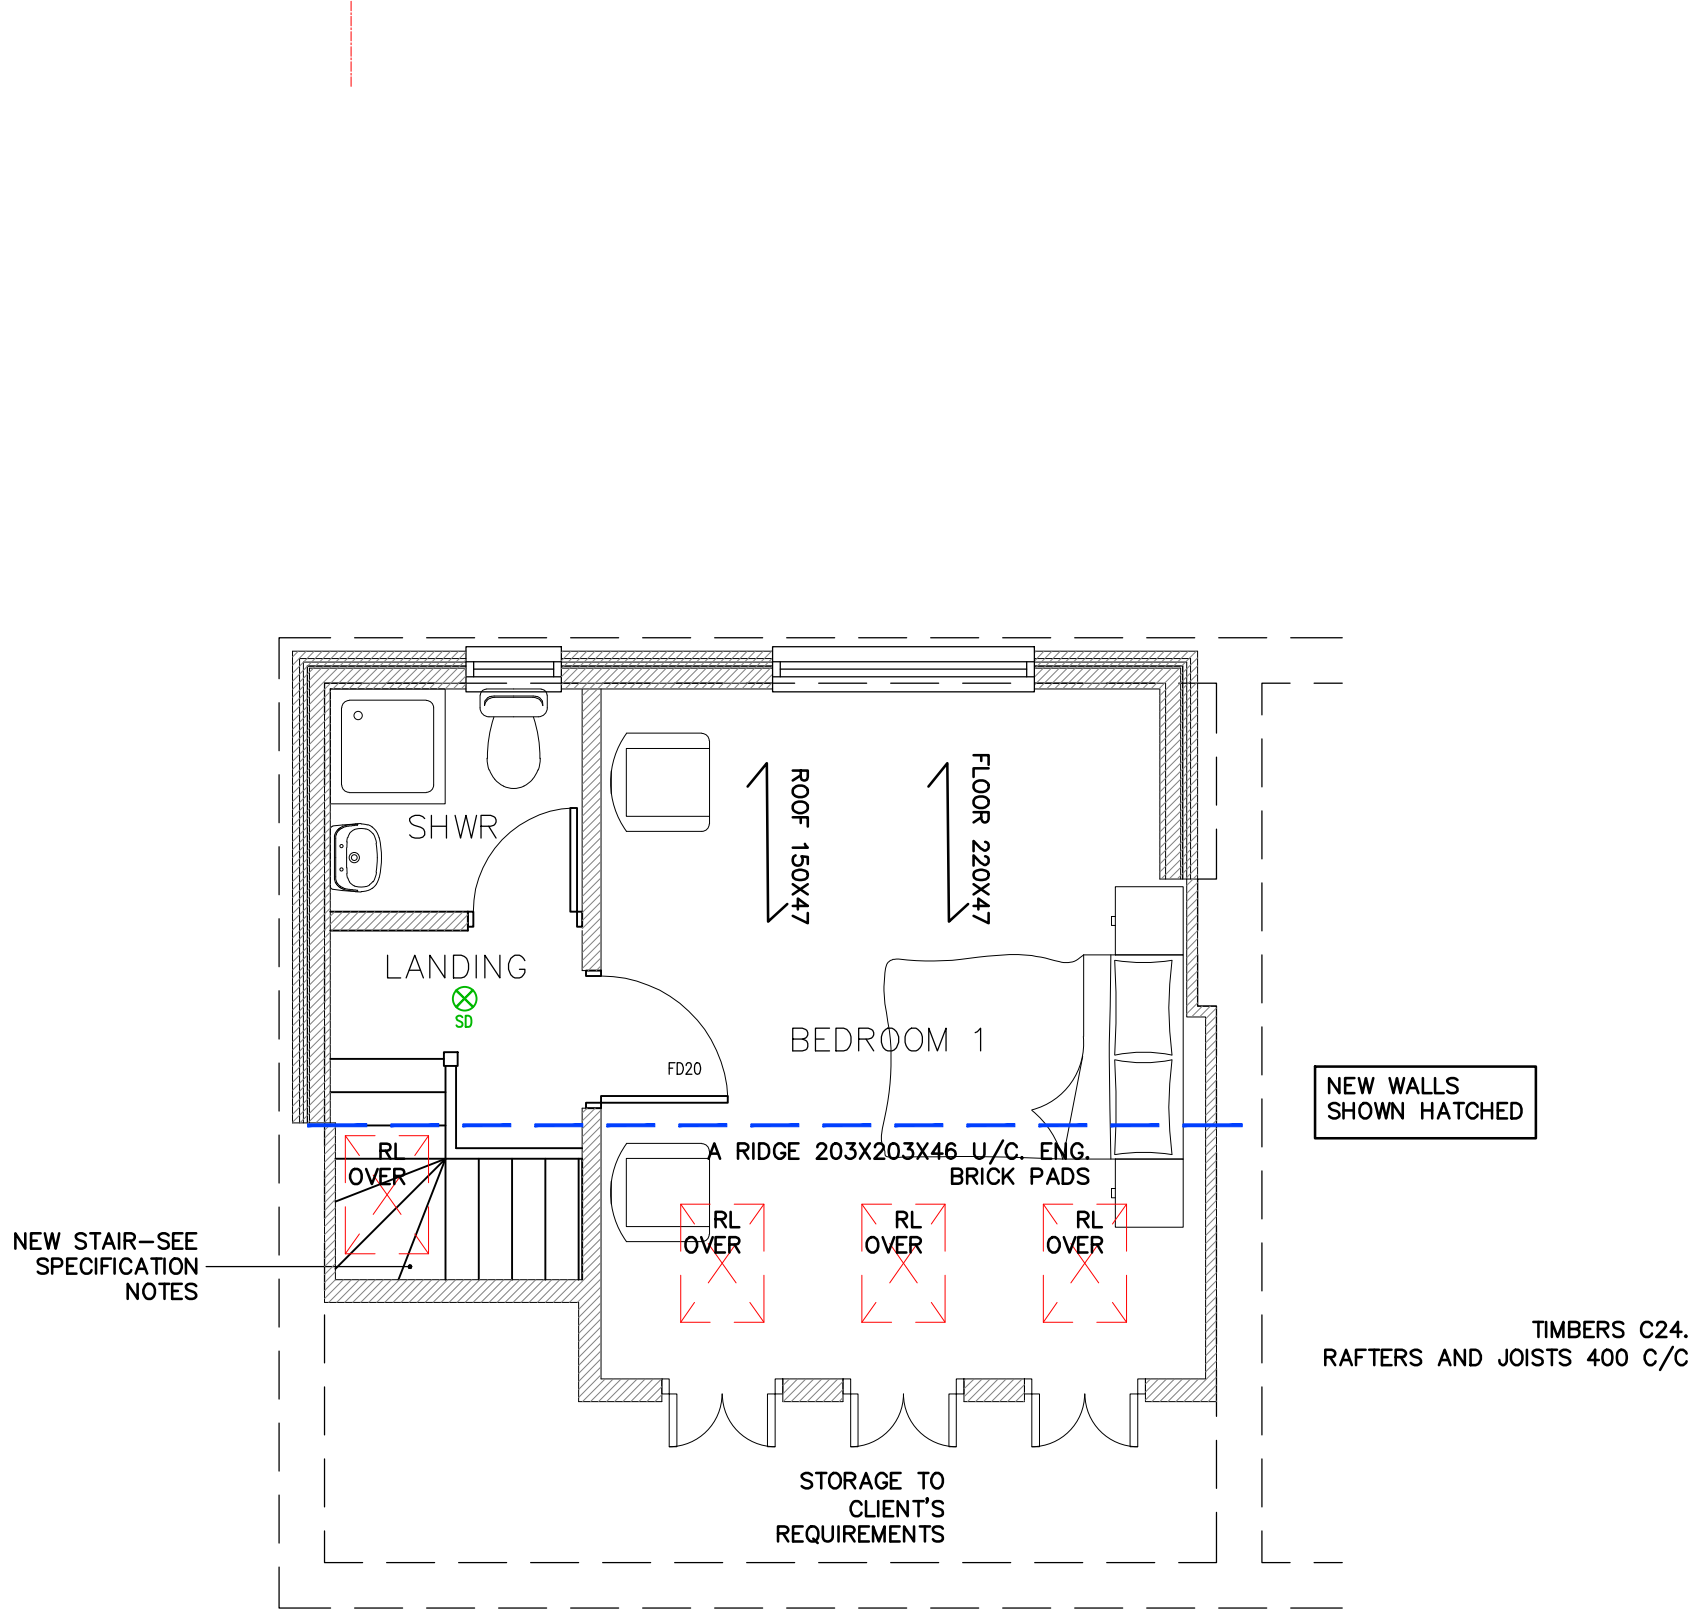 ROOF 150X47
FLOOR 220X47
SHWR
LANDING
SD
BEDROOM 1
FD20
NEW WALLS
SHOWN HATCHED
A RIDGE 203X203X46 U/C. ENG.
BRICK PADS
RL
OVER
RL
OVER
RL
OVER
RL
OVER
NEW STAIR-SEE
SPECIFICATION
NOTES
TIMBERS C24.
RAFTERS AND JOISTS 400 C/C
STORAGE TO
CLIENT'S
REQUIREMENTS